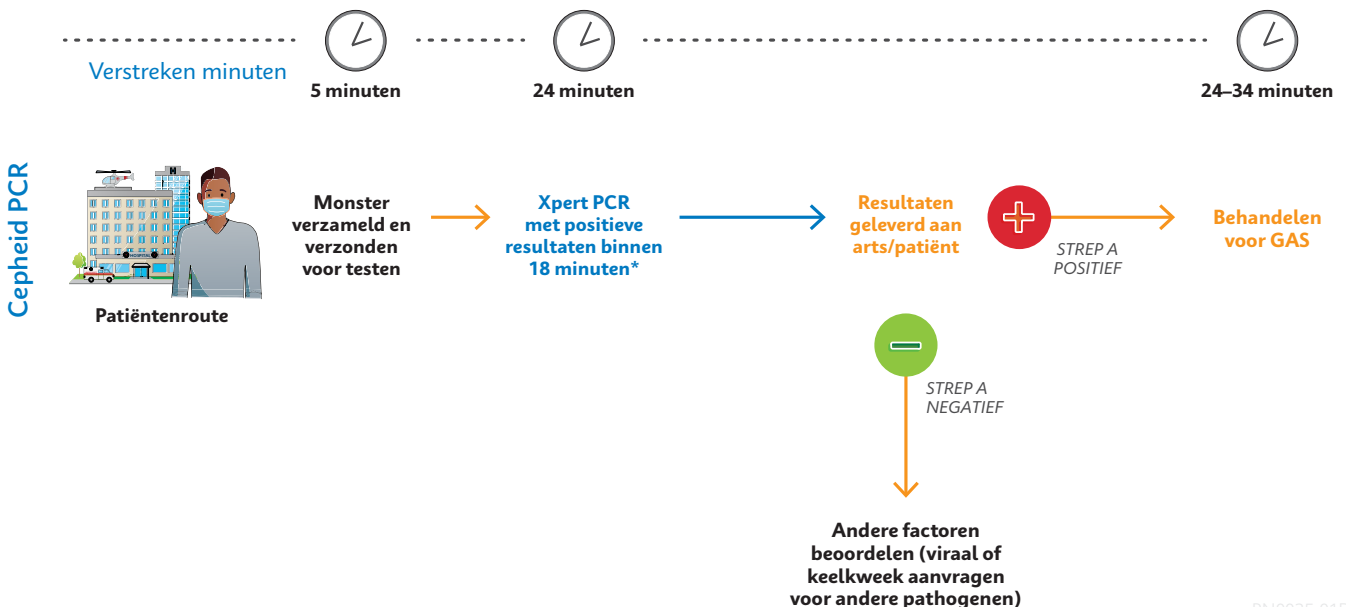 Verstreken minuten
5 minuten
24 minuten
24–34 minuten
Cepheid PCR
HOSPITAL
H
Patiëntenroute
Monster
verzameld en
verzonden
voor testen
Xpert PCR
met positieve
resultaten binnen
18 minuten*
Resultaten
geleverd aan
arts/patiënt
STREP A
POSITIEF
Behandelen
voor GAS
STREP A
NEGATIEF
Andere factoren
beoordelen (viraal of
keelkweek aanvragen
voor andere pathogenen)